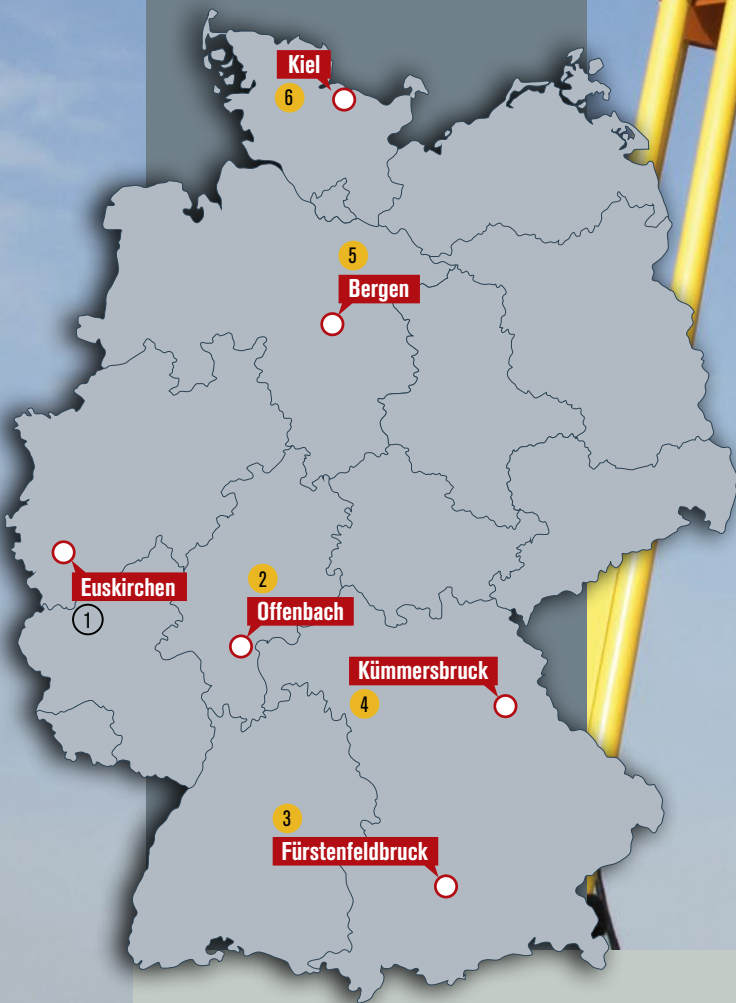 Kiel
6
5
Bergen
Euskirchen
1
2
Offenbach
Kümmersbruck
4
3
Fürstenfeldbruck